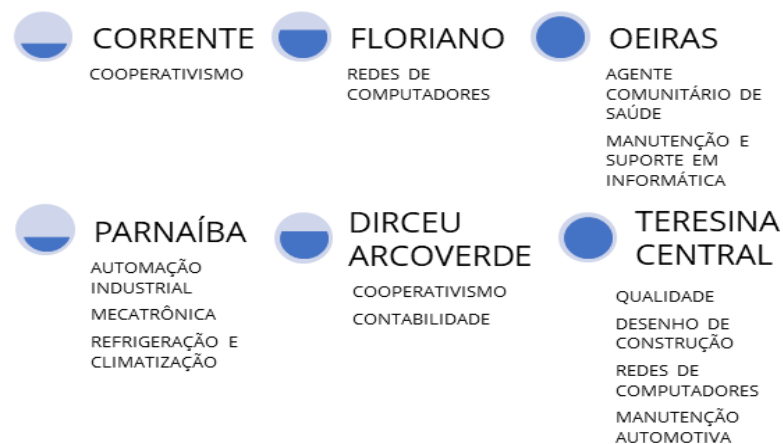 CORRENTE
COOPERATIVISMO
FLORIANO
REDES DE
COMPUTADORES
OEIRAS
AGENTE
COMUNITÁRIO DE
SAÚDE
MANUTENÇÃO E
SUPORTE EM
INFORMÁTICA
PARNAÍBA
AUTOMAÇÃO
INDUSTRIAL
MECATRÔNICA
REFRIGERAÇÃO E
CLIMATIZAÇÃO
DIRCEU
ARCOVERDE
COOPERATIVISMO
CONTABILIDADE
TERESINA
CENTRAL
QUALIDADE
DESENHO DE
CONSTRUÇÃO
REDES DE
COMPUTADORES
MANUTENÇÃO
AUTOMOTIVA